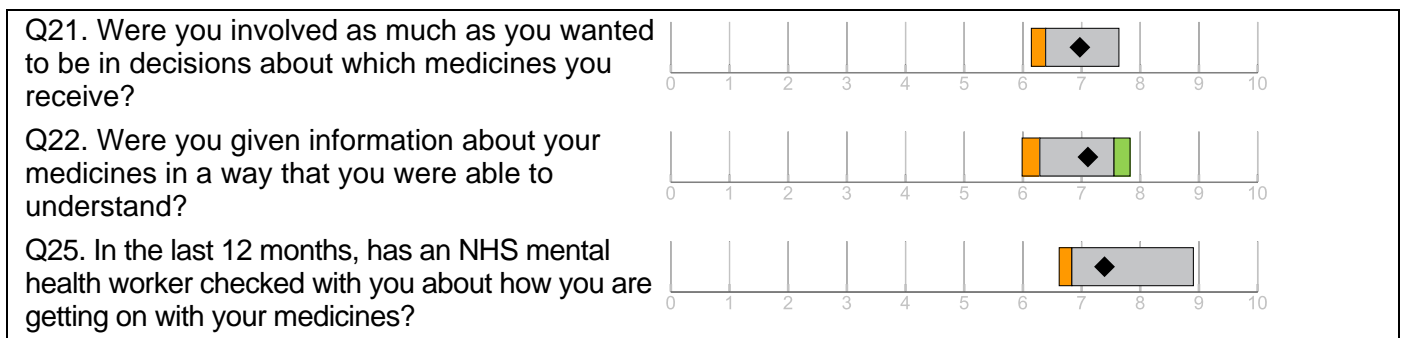 Q21. Were you involved as much as you wanted
to be in decisions about which medicines you
receive?
0 1 2 3 4 5 6 7 8 9 10
Q22. Were you given information about your
medicines in a way that you were able to
understand?
0 1 2 3 4 5 6 7 8 9 10
Q25. In the last 12 months, has an NHS mental
health worker checked with you about how you are
getting on with your medicines?
0 1 2 3 4 5 6 7 8 9 10